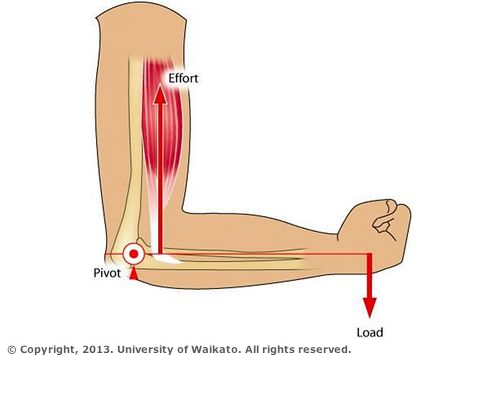 Effort
Pivot
Load
© Copyright, 2013. University of Waikato. All rights reserved.